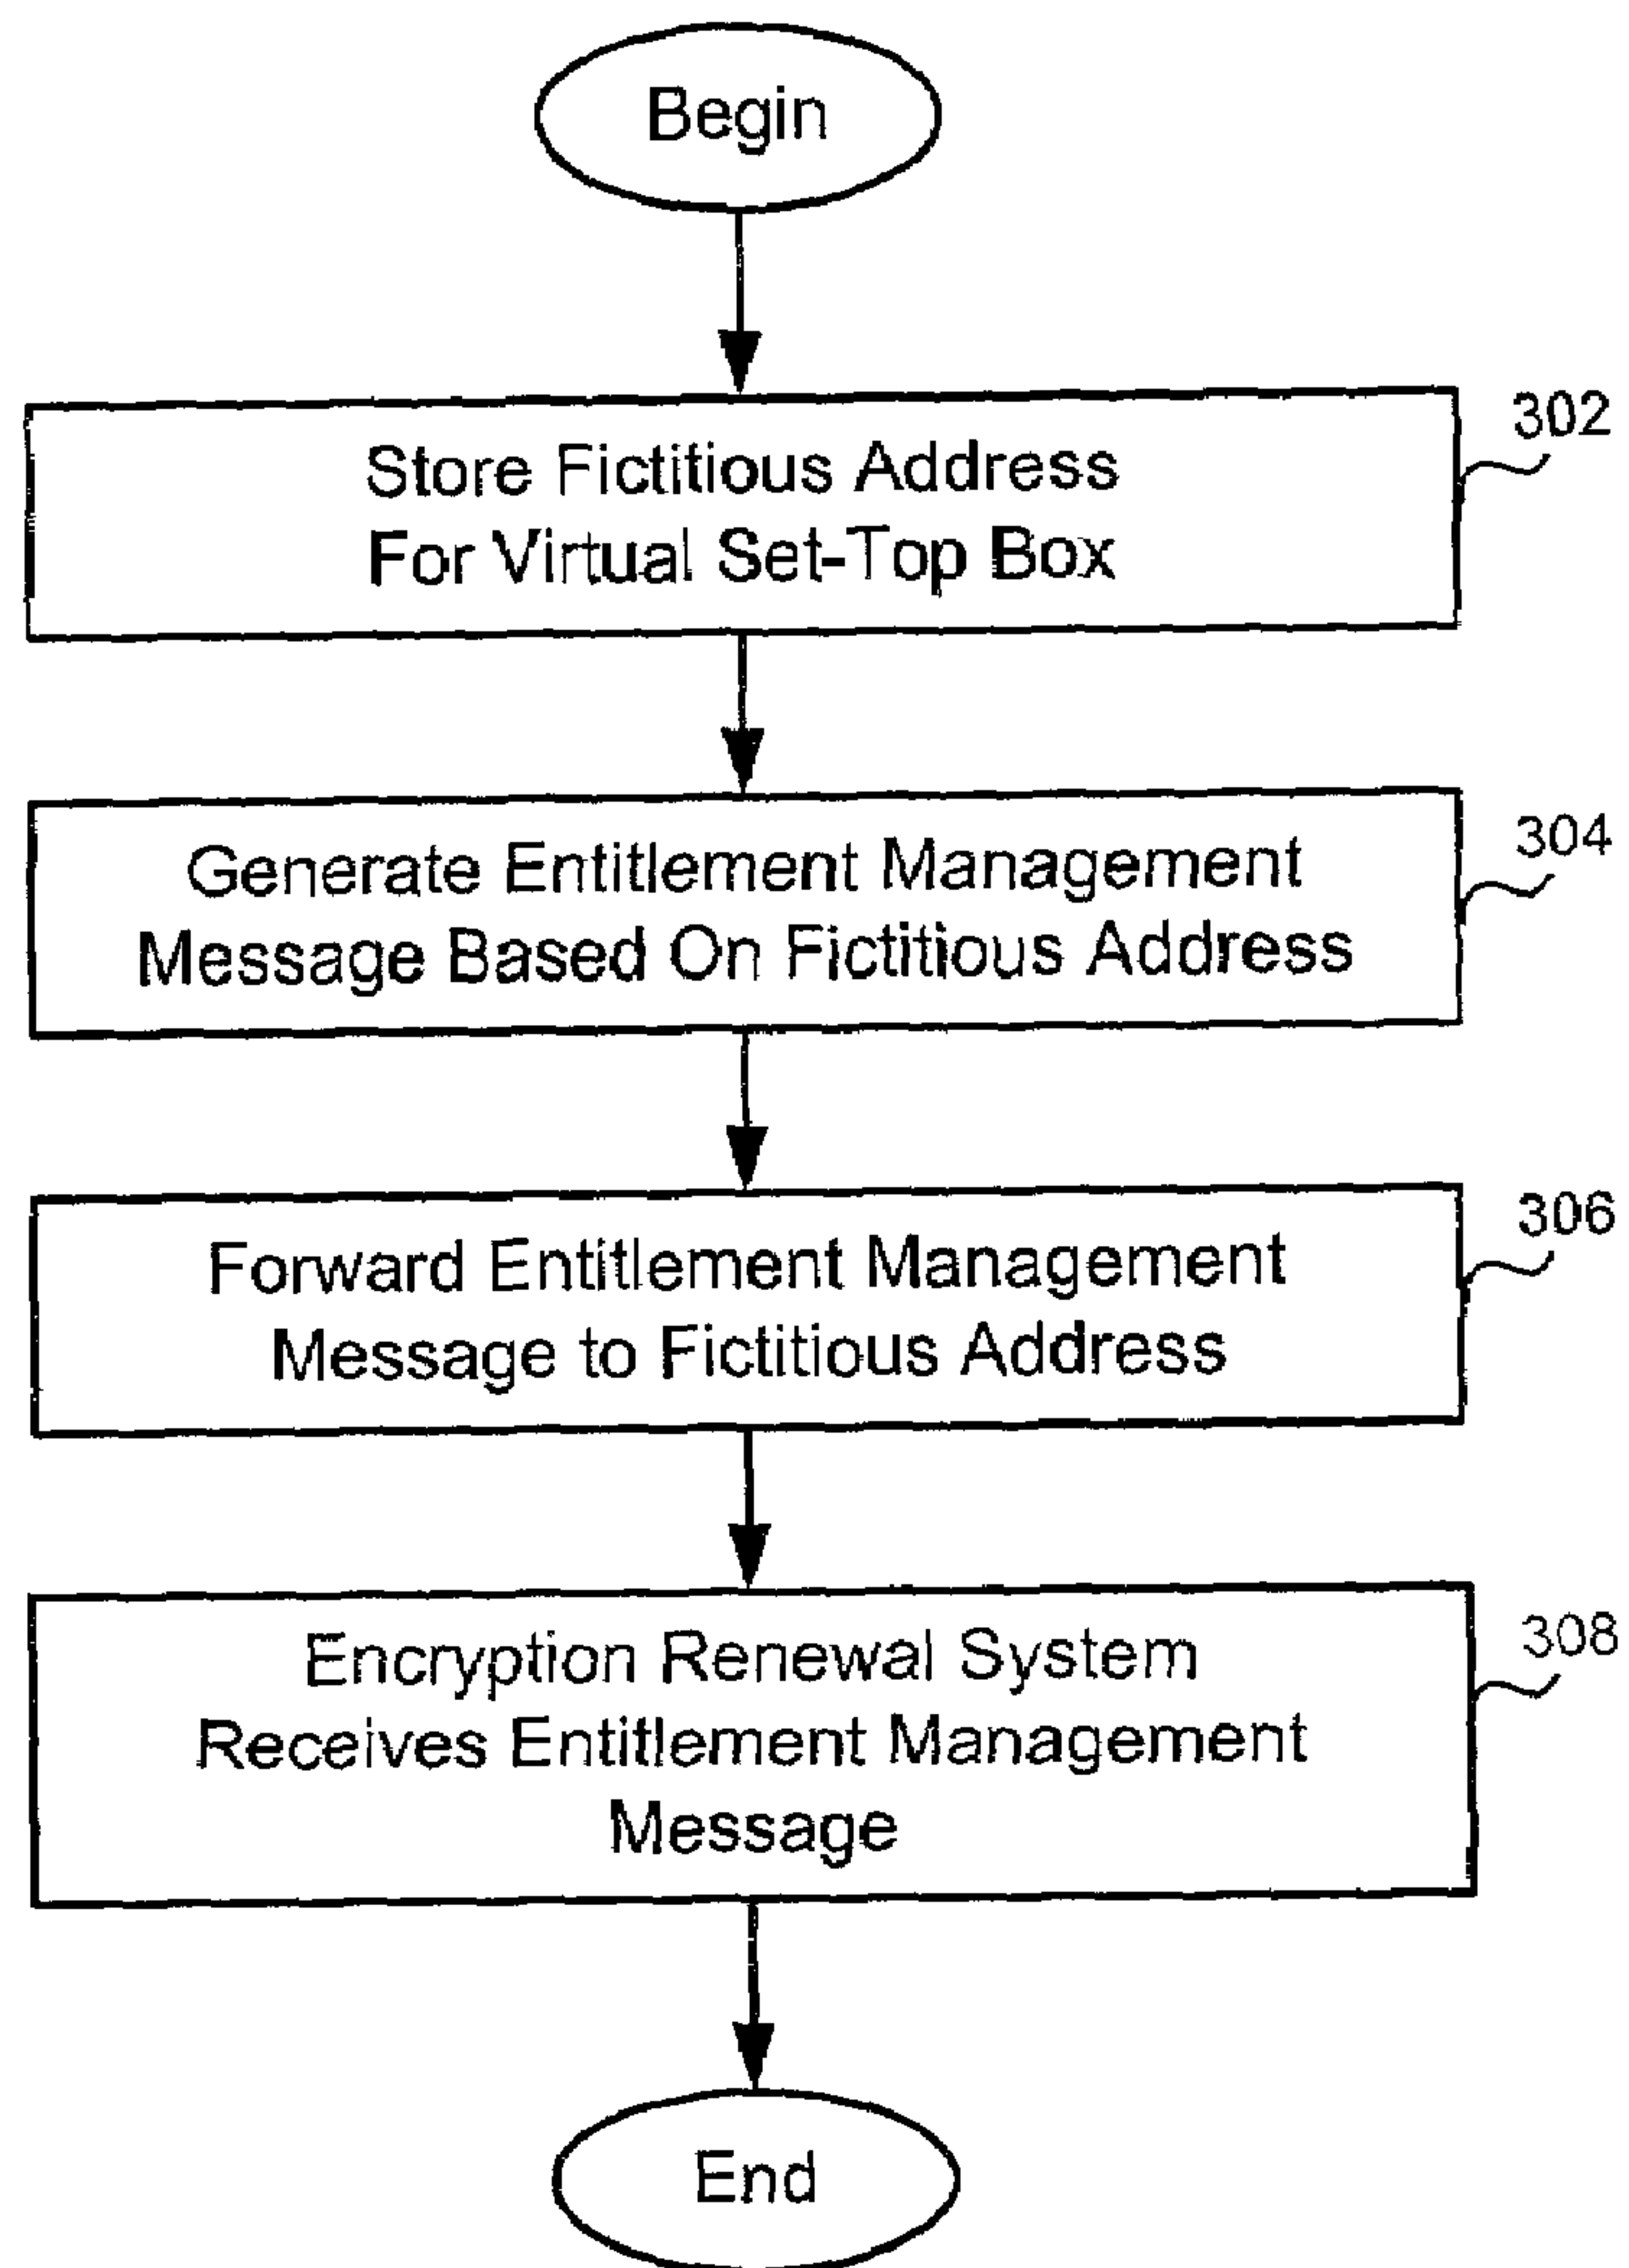 Begin
302
Store Fictitious Address
For Virtual Set-Top Box
304
Generate Entitlement Management
Message Based On Fictitious Address
306
Forward Entitlement Management
Message to Fictitious Address
308
Encryption Renewal System
Receives Entitlement Management
Message
End